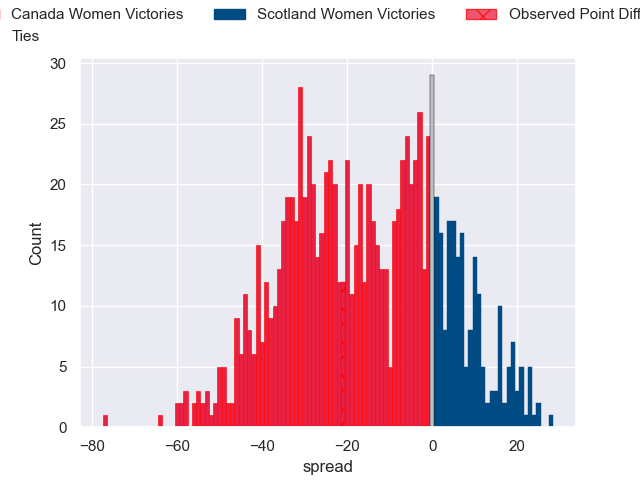 Canada Women Victories Scotland Women Victories Observed Point Diff
Ties
30
25
20
15
10
5
0
Count
−80 −60 −40 −20 0 20
spread